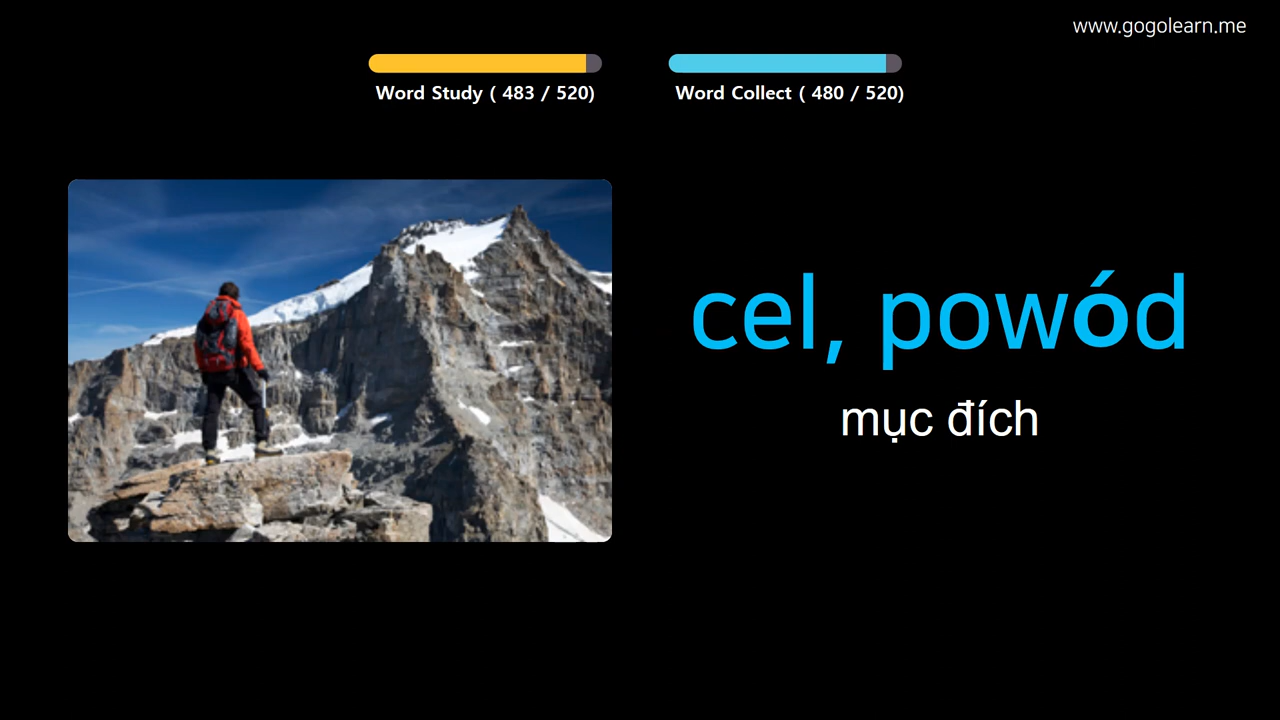 www.gogolearn.me
Word Study ( 483 / 520)
Word Collect ( 480 / 520)
cel, powód
mục đích